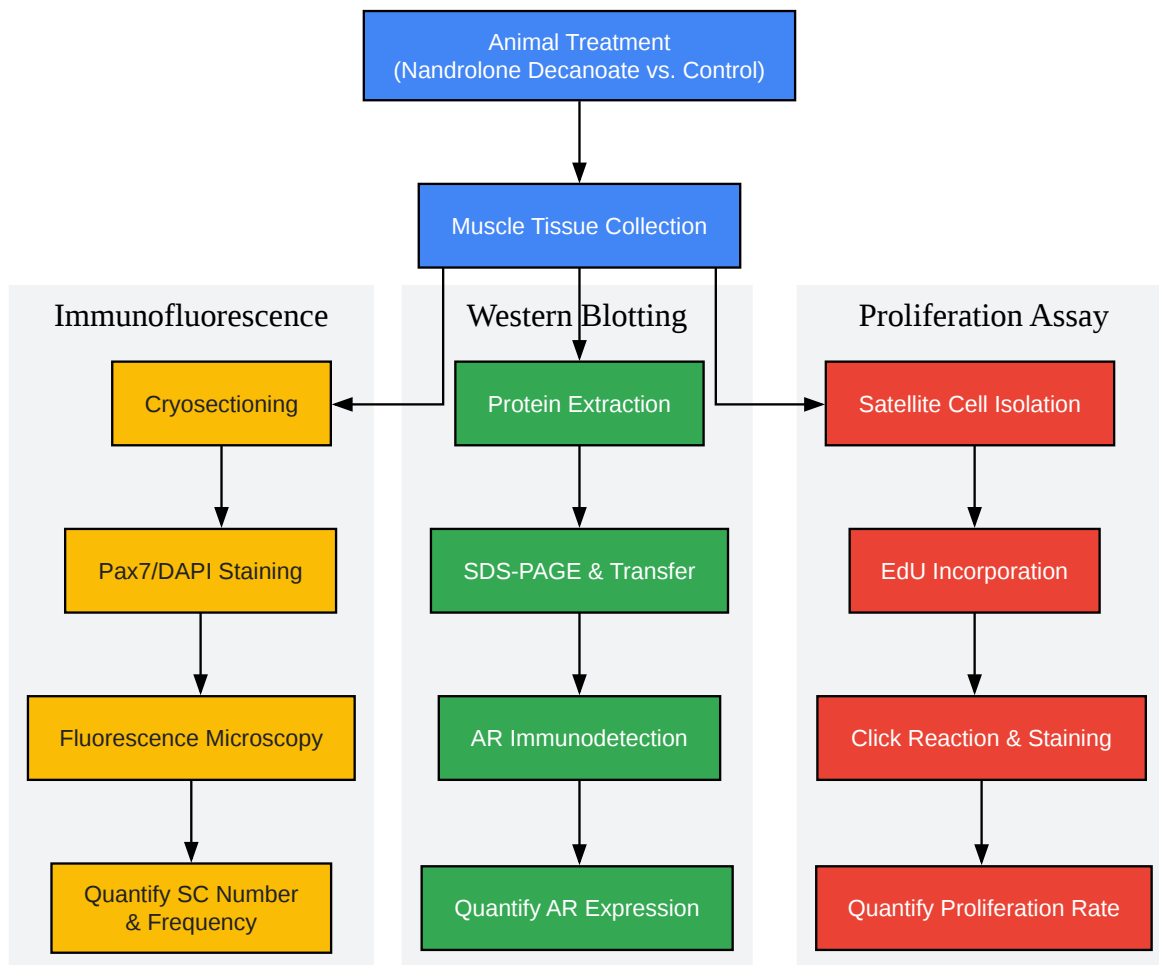 Animal Treatment
(Nandrolone Decanoate vs. Control)
Muscle Tissue Collection
Immunofluorescence
Cryosectioning
Pax7/DAPI Staining
Fluorescence Microscopy
Quantify SC Number
& Frequency
Western Blotting
Protein Extraction
SDS-PAGE & Transfer
AR Immunodetection
Quantify AR Expression
Proliferation Assay
Satellite Cell Isolation
EdU Incorporation
Click Reaction & Staining
Quantify Proliferation Rate